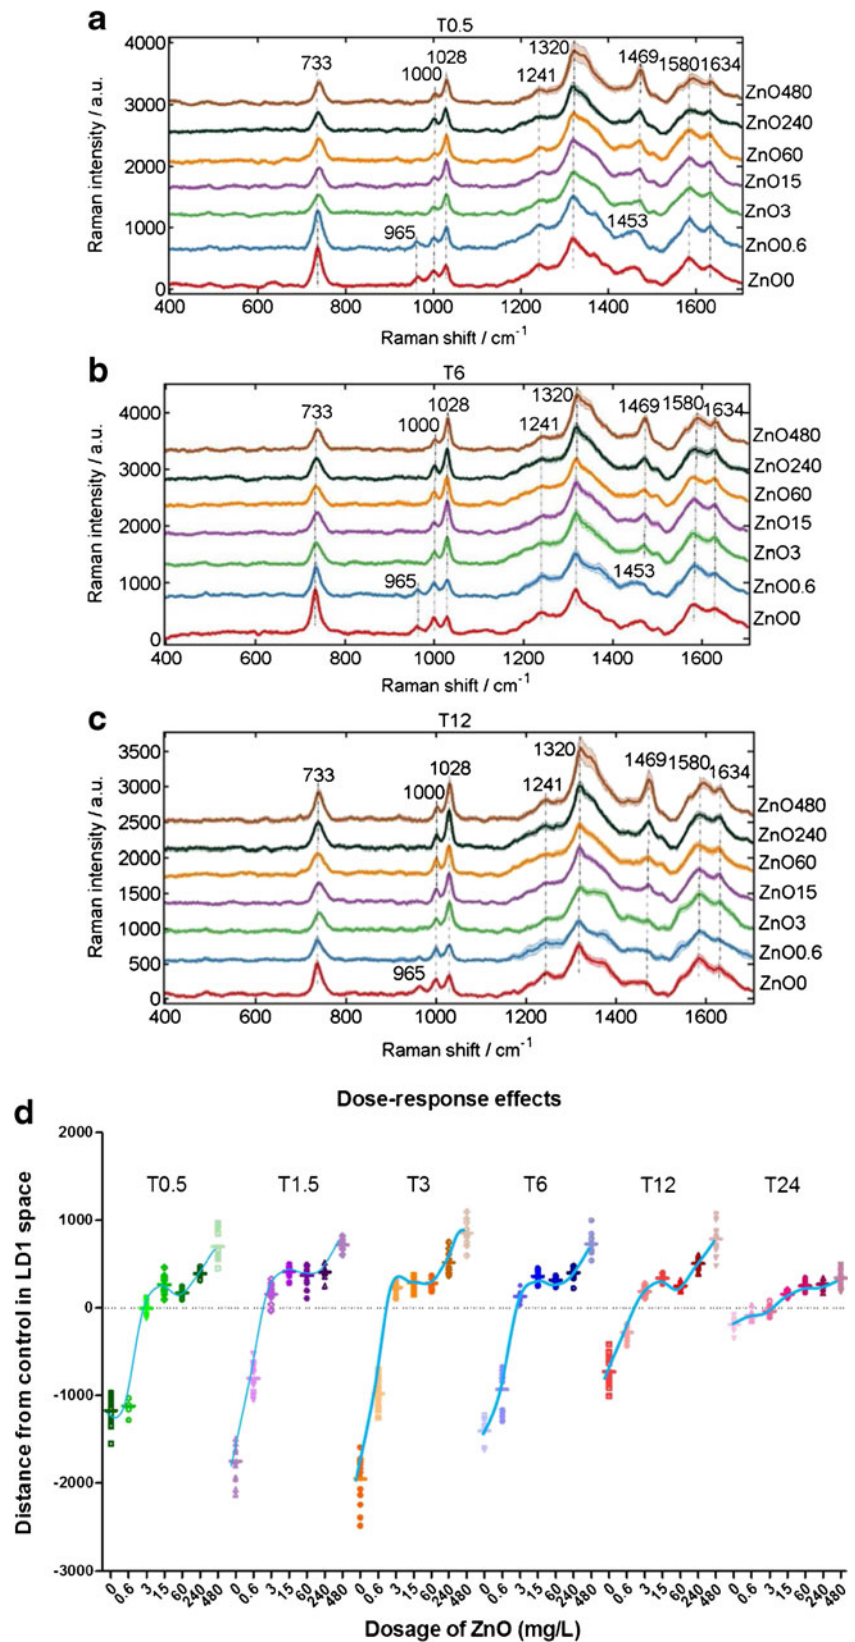 a
T0.5
Raman intensity / a.u.
4000
3000
2000
1000
0
733
1000
1028
1241
1320
1469
1580
1634
965
1453
ZnO480
ZnO240
ZnO60
ZnO15
ZnO3
ZnO0.6
ZnO0
400 600 800 1000 1200 1400 1600
Raman shift / cm-1
b
T6
Raman intensity / a.u.
4000
3000
2000
1000
0
733
1000
1028
1241
1320
1469
1580
1634
965
1453
ZnO480
ZnO240
ZnO60
ZnO15
ZnO3
ZnO0.6
ZnO0
400 600 800 1000 1200 1400 1600
Raman shift / cm-1
c
T12
Raman intensity / a.u.
3500
3000
2500
2000
1500
1000
500
0
733
1000
1028
1241
1320
1469
1580
1634
965
ZnO480
ZnO240
ZnO60
ZnO15
ZnO3
ZnO0.6
ZnO0
400 600 800 1000 1200 1400 1600
Raman shift / cm-1
d
Dose-response effects
Distance from control in LD1 space
2000
1000
0
-1000
-2000
-3000
T0.5 T1.5 T3 T6 T12 T24
0 0.6 3 15 60 240 480 0 0.6 3 15 60 240 480 0 0.6 3 15 60 240 480 0 0.6 3 15 60 240 480 0 0.6 3 15 60 240 480 0 0.6 3 15 60 240 480
Dosage of ZnO (mg/L)